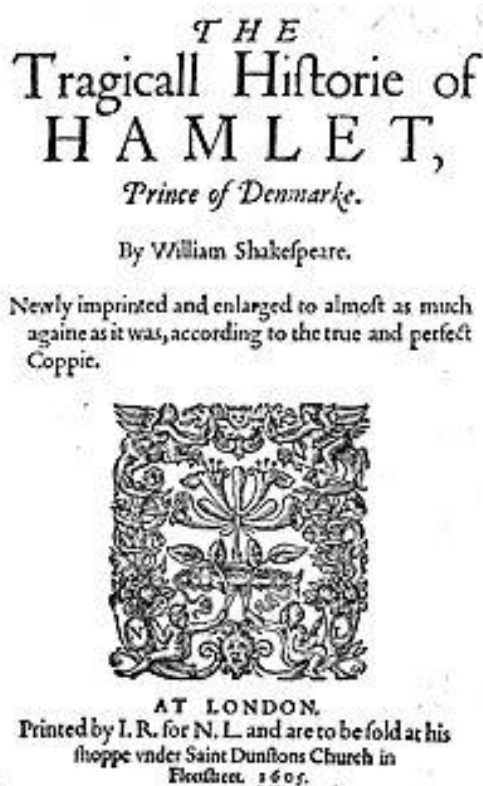 THE
Tragicall Hiſtorie of
HAMLET,
Prince of Denmarke.
By William Shakeſpeare.
Newly imprinted and enlarged to almoſt as much
againe as it was, according to the true and perfect
Coppie.
N L
AT LONDON,
Printed by I. R. for N. L. and are to be ſold at his
ſhoppe vnder Saint Dunſtons Church in
Fleetſtreet. 1605.